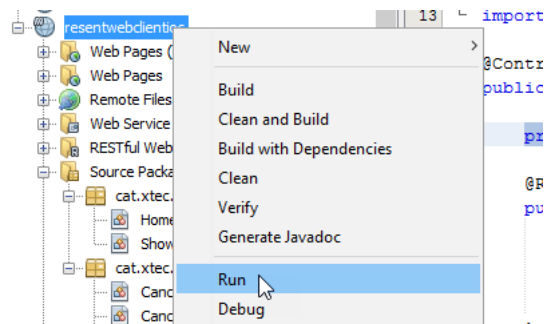 resentwebclientics
Web Pages (
Web Pages
Remote Files
Web Service
RESTful Web
Source Packa
cat.xtec.
Home
Show
cat.xtec.
Canc
Canc
New
Build
Clean and Build
Build with Dependencies
Clean
Verify
Generate Javadoc
Run
Debug
13
import
@Contr
public
pr
@R
pu